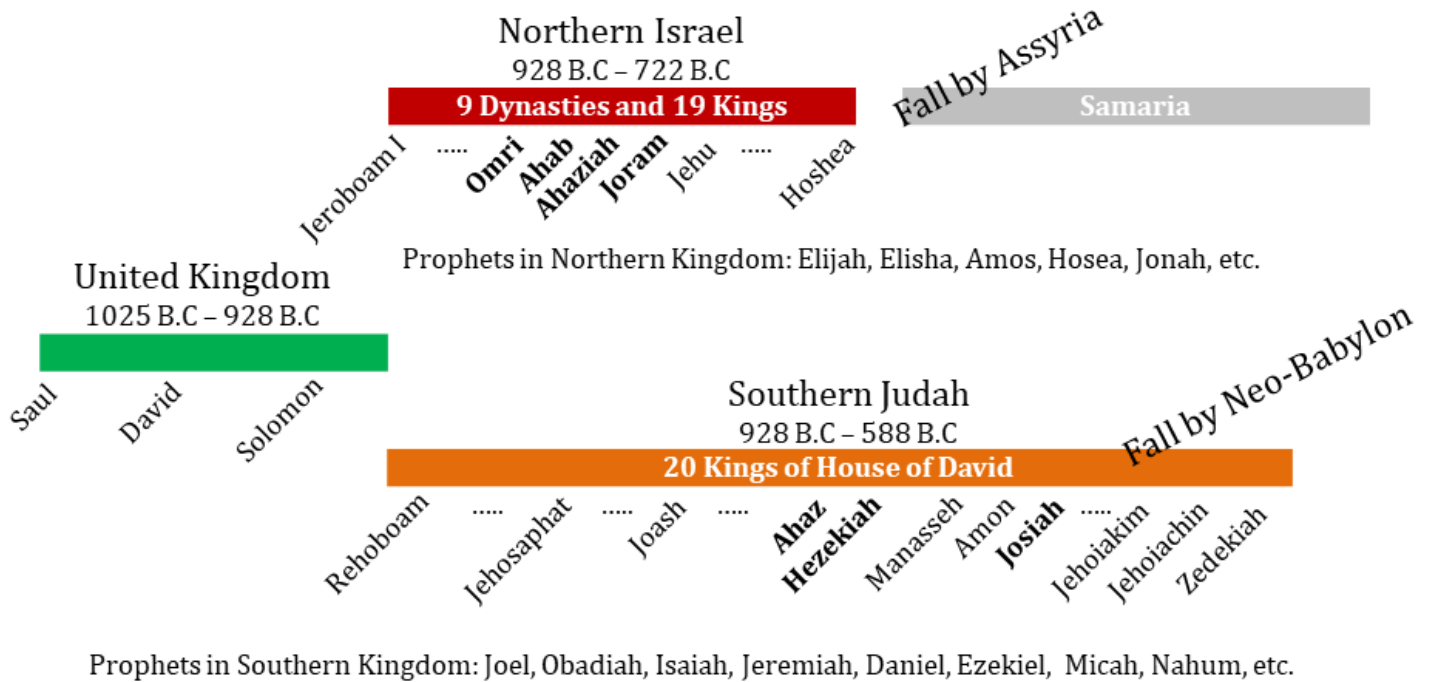 Northern Israel
928 B.C – 722 B.C
9 Dynasties and 19 Kings
Fall by Assyria
Samaria
Jeroboam I
.....
Omri
Ahab
Ahaziah
Joram
Jehu
.....
Hoshea
Prophets in Northern Kingdom: Elijah, Elisha, Amos, Hosea, Jonah, etc.
United Kingdom
1025 B.C – 928 B.C
Saul
David
Solomon
Southern Judah
928 B.C – 588 B.C
20 Kings of House of David
Fall by Neo-Babylon
Rehoboam
.....
Jehosaphat
.....
Joash
.....
Ahaz
Hezekiah
Manasseh
Amon
Josiah
.....
Jehoiakim
Jehoiachin
Zedekiah
Prophets in Southern Kingdom: Joel, Obadiah, Isaiah, Jeremiah, Daniel, Ezekiel, Micah, Nahum, etc.